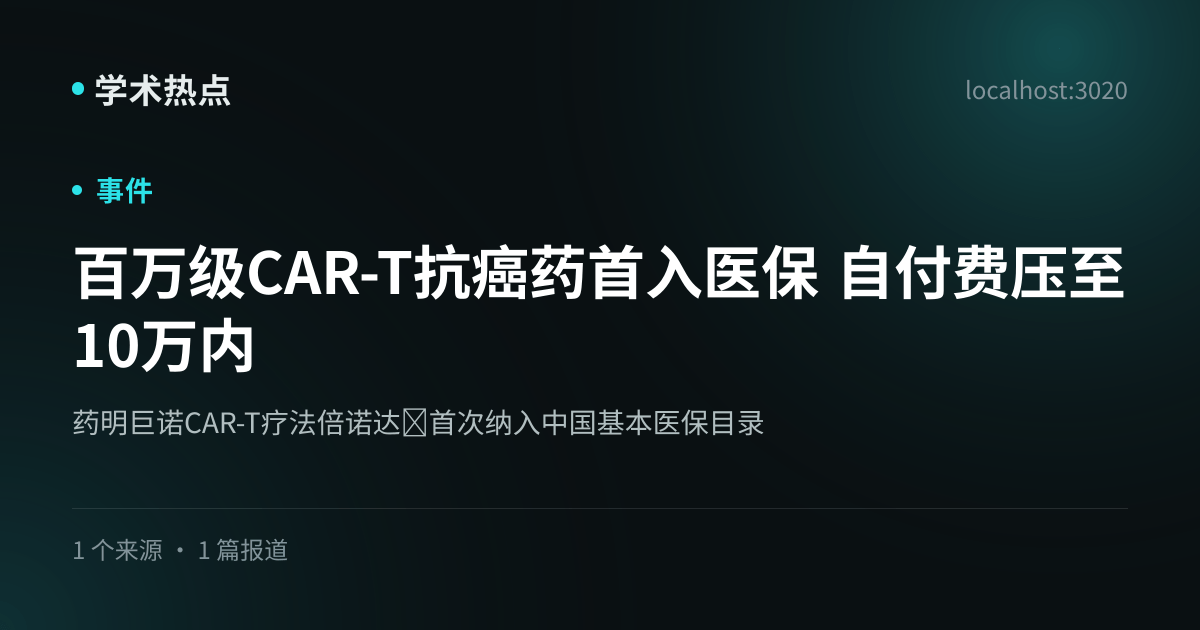 学术热点
localhost:3020
事件
百万级CAR-T抗癌药首入医保 自付费压至
10万内
药明巨诺CAR-T疗法倍诺达首次纳入中国基本医保目录
1 个来源 · 1 篇报道